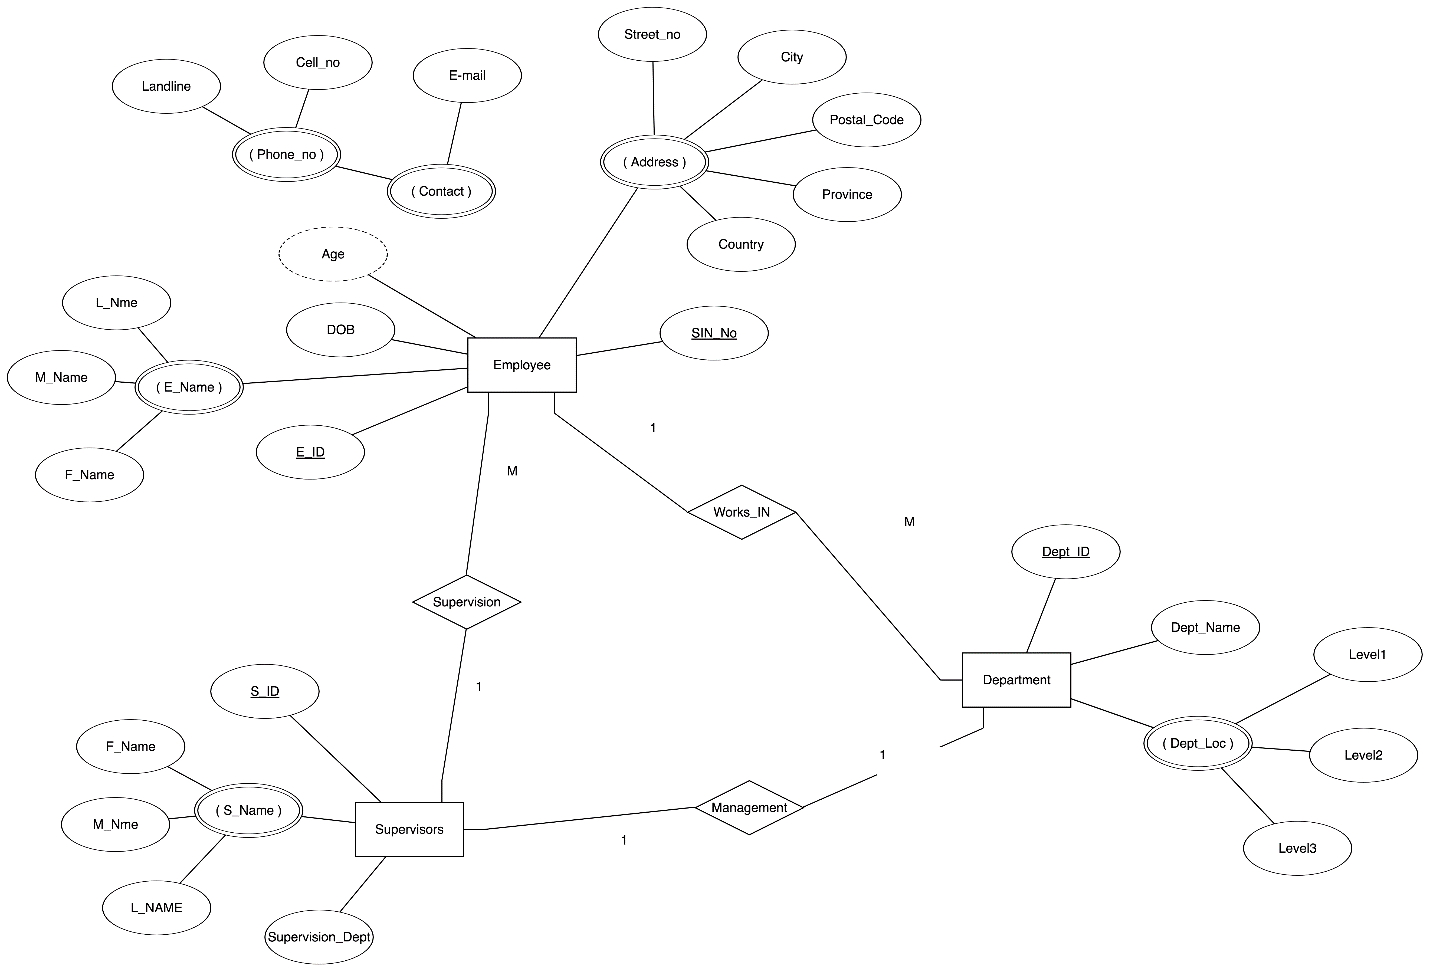 Street_no
City
Cell_no
E-mail
Landline
Postal_Code
( Phone_no )
( Address )
( Contact )
Province
Country
Age
L_Nme
DOB
SIN_No
Employee
M_Name
( E_Name )
1
E_ID
M
F_Name
Works_IN
M
Dept_ID
Supervision
Dept_Name
Level1
Department
1
S_ID
F_Name
( Dept_Loc )
1
Level2
Management
( S_Name )
M_Nme
Supervisors
1
Level3
L_NAME
Supervision_Dept